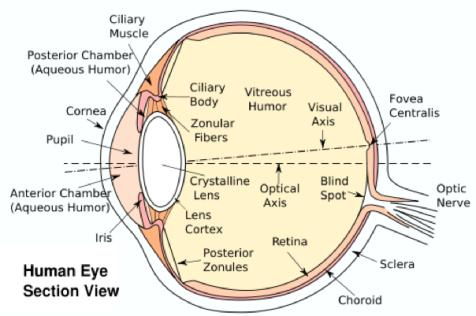 Ciliary
Muscle
Posterior Chamber
(Aqueous Humor)
Cornea
Pupil
Anterior Chamber
(Aqueous Humor)
Iris
Human Eye
Section View
Ciliary
Body
Zonular
Fibers
Vitreous
Humor
Visual
Axis
Fovea
Centralis
Crystalline
Lens
Optical
Axis
Blind
Spot
Optic
Nerve
Lens
Cortex
Posterior
Zonules
Retina
Sclera
Choroid